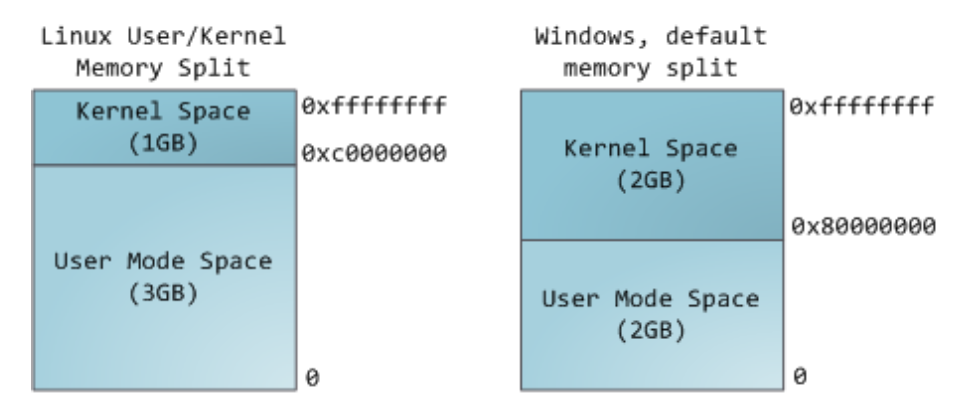 Linux User/Kernel
Memory Split
Kernel Space
(1GB)
0xffffffff
0xc0000000
User Mode Space
(3GB)
0
Windows, default
memory split
0xffffffff
Kernel Space
(2GB)
0x80000000
User Mode Space
(2GB)
0